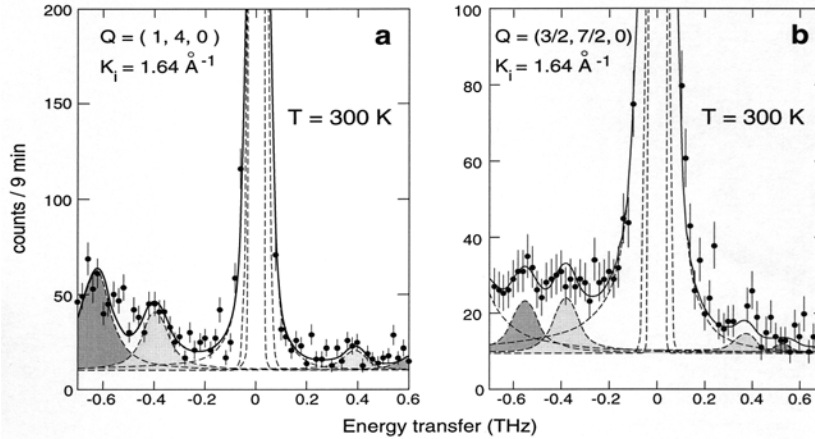 200
150
100
50
0
counts / 9 min
Q = ( 1, 4, 0 )
K_i = 1.64 Å^-1
a
T = 300 K
-0.6 -0.4 -0.2 0 0.2 0.4 0.6
100
80
60
40
20
0
Q = (3/2, 7/2, 0)
K_i = 1.64 Å^-1
b
T = 300 K
-0.6 -0.4 -0.2 0 0.2 0.4 0.6
Energy transfer (THz)